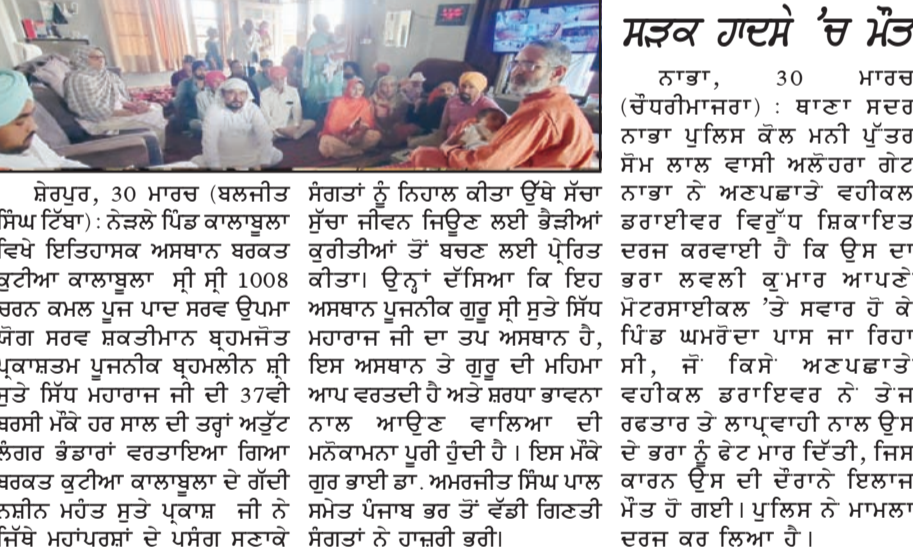 ਸ਼ੇਰਪੁਰ, 30 ਮਾਰਚ (ਬਲਜੀਤ
ਸਿੰਘ ਟਿੱਬਾ) : ਨੇੜਲੇ ਪਿੰਡ ਕਾਲਾਬੂਲਾ
ਵਿਖੇ ਇਤਿਹਾਸਕ ਅਸਥਾਨ ਬਰਕਤ
ਕੁਟੀਆ ਕਾਲਾਬੂਲਾ ਸ੍ਰੀ ਸ੍ਰੀ 1008
ਚਰਨ ਕਮਲ ਪੂਜ ਪਾਦ ਸਰਵ ਉਪਮਾ
ਯੋਗ ਸਰਵ ਸ਼ਕਤੀਮਾਨ ਬ੍ਰਹਮਜੋਤ
ਪ੍ਰਕਾਸ਼ਤਮ ਪੂਜਨੀਕ ਬ੍ਰਹਮਲੀਨ ਸ਼੍ਰੀ
ਸੁਤੇ ਸਿੱਧ ਮਹਾਰਾਜ ਜੀ ਦੀ 37ਵੀ
ਬਰਸੀ ਮੌਕੇ ਹਰ ਸਾਲ ਦੀ ਤਰ੍ਹਾਂ ਅਤੁੱਟ
ਲੰਗਰ ਭੰਡਾਰਾਂ ਵਰਤਾਇਆ ਗਿਆ
ਬਰਕਤ ਕੁਟੀਆ ਕਾਲਾਬੂਲਾ ਦੇ ਗੱਦੀ
ਨਸ਼ੀਨ ਮਹੰਤ ਸੁਤੇ ਪ੍ਰਕਾਸ਼ ਜੀ ਨੇ
ਜਿੱਥੇ ਮਹਾਂਪਰਸ਼ਾਂ ਦੇ ਪਸੰਗ ਸਣਾਕੇ
ਸੰਗਤਾਂ ਨੂੰ ਨਿਹਾਲ ਕੀਤਾ ਉੱਥੇ ਸੱਚਾ
ਸੁੱਚਾ ਜੀਵਨ ਜਿਊਣ ਲਈ ਭੈੜੀਆਂ
ਕੁਰੀਤੀਆਂ ਤੋਂ ਬਚਣ ਲਈ ਪ੍ਰੇਰਿਤ
ਕੀਤਾ। ਉਨ੍ਹਾਂ ਦੱਸਿਆ ਕਿ ਇਹ
ਅਸਥਾਨ ਪੂਜਨੀਕ ਗੁਰੂ ਸ੍ਰੀ ਸੁਤੇ ਸਿੱਧ
ਮਹਾਰਾਜ ਜੀ ਦਾ ਤਪ ਅਸਥਾਨ ਹੈ,
ਇਸ ਅਸਥਾਨ ਤੇ ਗੁਰੂ ਦੀ ਮਹਿਮਾ
ਆਪ ਵਰਤਦੀ ਹੈ ਅਤੇ ਸ਼ਰਧਾ ਭਾਵਨਾ
ਨਾਲ ਆਉਣ ਵਾਲਿਆ ਦੀ
ਮਨੋਕਾਮਨਾ ਪੂਰੀ ਹੁੰਦੀ ਹੈ । ਇਸ ਮੌਕੇ
ਗੁਰ ਭਾਈ ਡਾ. ਅਮਰਜੀਤ ਸਿੰਘ ਪਾਲ
ਸਮੇਤ ਪੰਜਾਬ ਭਰ ਤੋਂ ਵੱਡੀ ਗਿਣਤੀ
ਸੰਗਤਾਂ ਨੇ ਹਾਜ਼ਰੀ ਭਰੀ।
ਸੜਕ ਹਾਦਸੇ 'ਚ ਮੌਤ
ਨਾਭਾ, 30 ਮਾਰਚ
(ਚੌਧਰੀਮਾਜਰਾ) : ਥਾਣਾ ਸਦਰ
ਨਾਭਾ ਪੁਲਿਸ ਕੋਲ ਮਨੀ ਪੁੱਤਰ
ਸੋਮ ਲਾਲ ਵਾਸੀ ਅਲੋਹਰਾ ਗੇਟ
ਨਾਭਾ ਨੇ ਅਣਪਛਾਤੇ ਵਹੀਕਲ
ਡਰਾਈਵਰ ਵਿਰੁੱਧ ਸ਼ਿਕਾਇਤ
ਦਰਜ ਕਰਵਾਈ ਹੈ ਕਿ ਉਸ ਦਾ
ਭਰਾ ਲਵਲੀ ਕੁਮਾਰ ਆਪਣੇ
ਮੋਟਰਸਾਈਕਲ 'ਤੇ ਸਵਾਰ ਹੋ ਕੇ
ਪਿੰਡ ਘਮਰੋਦਾ ਪਾਸ ਜਾ ਰਿਹਾ
ਸੀ, ਜੋਂ ਕਿਸੇ ਅਣਪਛਾਤੇ
ਵਹੀਕਲ ਡਰਾਇਵਰ ਨੇ ਤੇਜ
ਰਫਤਾਰ ਤੇ ਲਾਪ੍ਰਵਾਹੀ ਨਾਲ ਉਸ
ਦੇ ਭਰਾ ਨੂੰ ਫੇਟ ਮਾਰ ਦਿੱਤੀ, ਜਿਸ
ਕਾਰਨ ਉਸ ਦੀ ਦੌਰਾਨੇ ਇਲਾਜ
ਮੌਤ ਹੋ ਗਈ। ਪੁਲਿਸ ਨੇ ਮਾਮਲਾ
ਦਰਜ ਕਰ ਲਿਆ ਹੈ ।